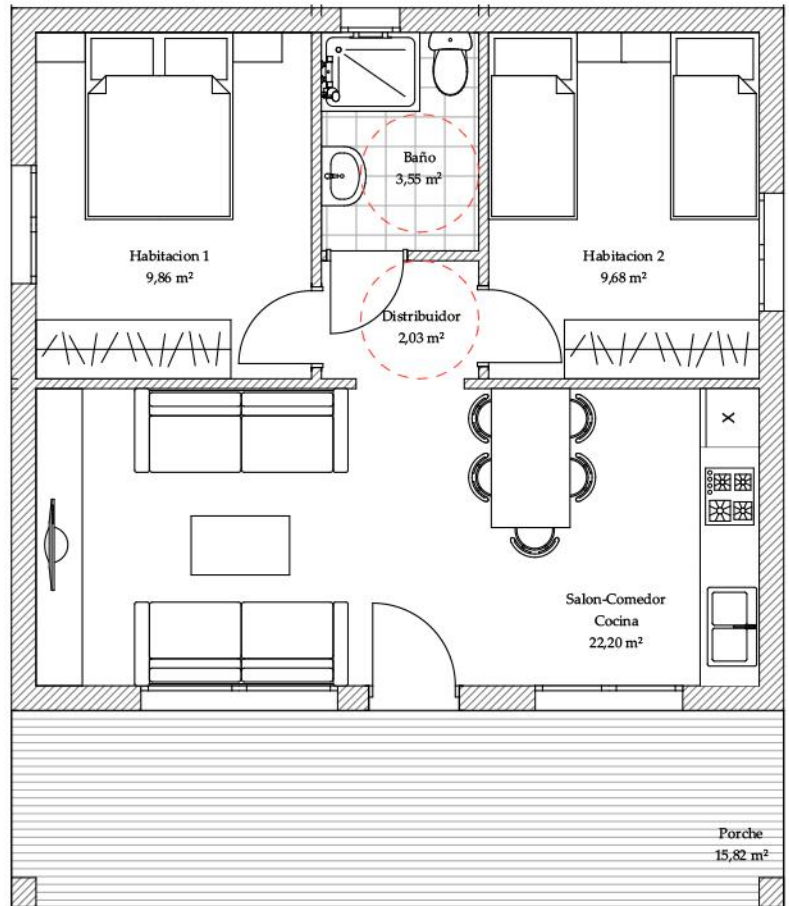 Baño
3,55 m²
Habitacion 1
9,86 m²
Habitacion 2
9,68 m²
Distribuidor
2,03 m²
X
Salon-Comedor
Cocina
22,20 m²
Porche
15,82 m²